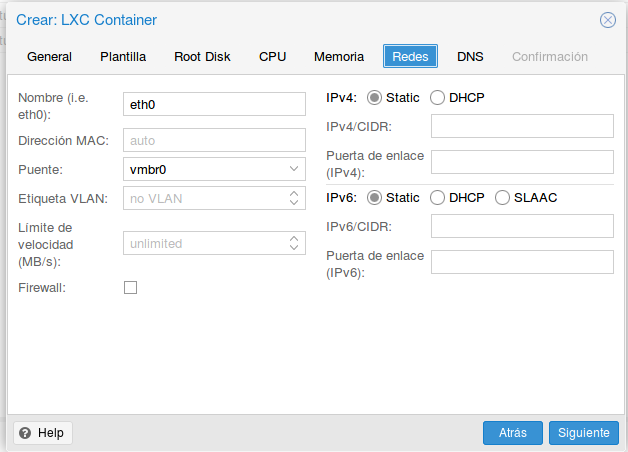 Crear: LXC Container
General Plantilla Root Disk CPU Memoria Redes DNS Confirmación
Nombre (i.e.
eth0):
eth0
Dirección MAC:
auto
Puente:
vmbr0
Etiqueta VLAN:
no VLAN
Límite de
velocidad
(MB/s):
unlimited
Firewall:
IPv4: Static DHCP
IPv4/CIDR:
Puerta de enlace
(IPv4):
IPv6: Static DHCP SLAAC
IPv6/CIDR:
Puerta de enlace
(IPv6):
Help
Atrás
Siguiente